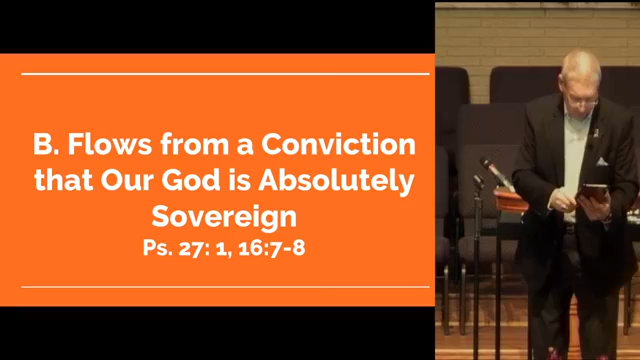 B. Flows from a Conviction
that Our God is Absolutely
Sovereign
Ps. 27: 1, 16:7-8